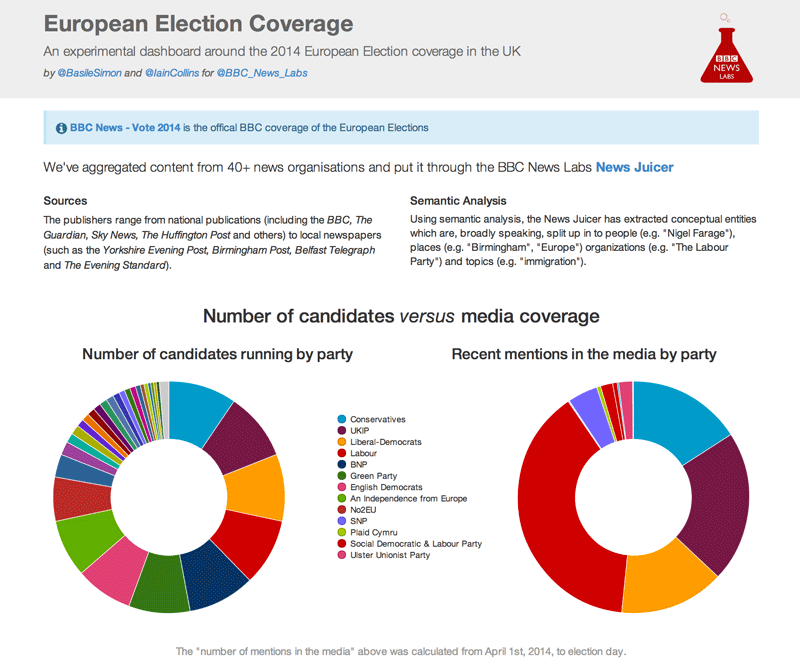 European Election Coverage
An experimental dashboard around the 2014 European Election coverage in the UK
by @BasileSimon and @IainCollins for @BBC_News_Labs
BBC
NEWS
LABS
BBC News - Vote 2014 is the offical BBC coverage of the European Elections
We've aggregated content from 40+ news organisations and put it through the BBC News Labs News Juicer
Sources
The publishers range from national publications (including the BBC, The
Guardian, Sky News, The Huffington Post and others) to local newspapers
(such as the Yorkshire Evening Post, Birmingham Post, Belfast Telegraph
and The Evening Standard).
Semantic Analysis
Using semantic analysis, the News Juicer has extracted conceptual entities
which are, broadly speaking, split up in to people (e.g. "Nigel Farage"),
places (e.g. "Birmingham", "Europe") organizations (e.g. "The Labour
Party") and topics (e.g. "immigration").
Number of candidates versus media coverage
Number of candidates running by party
Recent mentions in the media by party
Conservatives
UKIP
Liberal-Democrats
Labour
BNP
Green Party
English Democrats
An Independence from Europe
No2EU
SNP
Plaid Cymru
Social Democratic & Labour Party
Ulster Unionist Party
The "number of mentions in the media" above was calculated from April 1st, 2014, to election day.